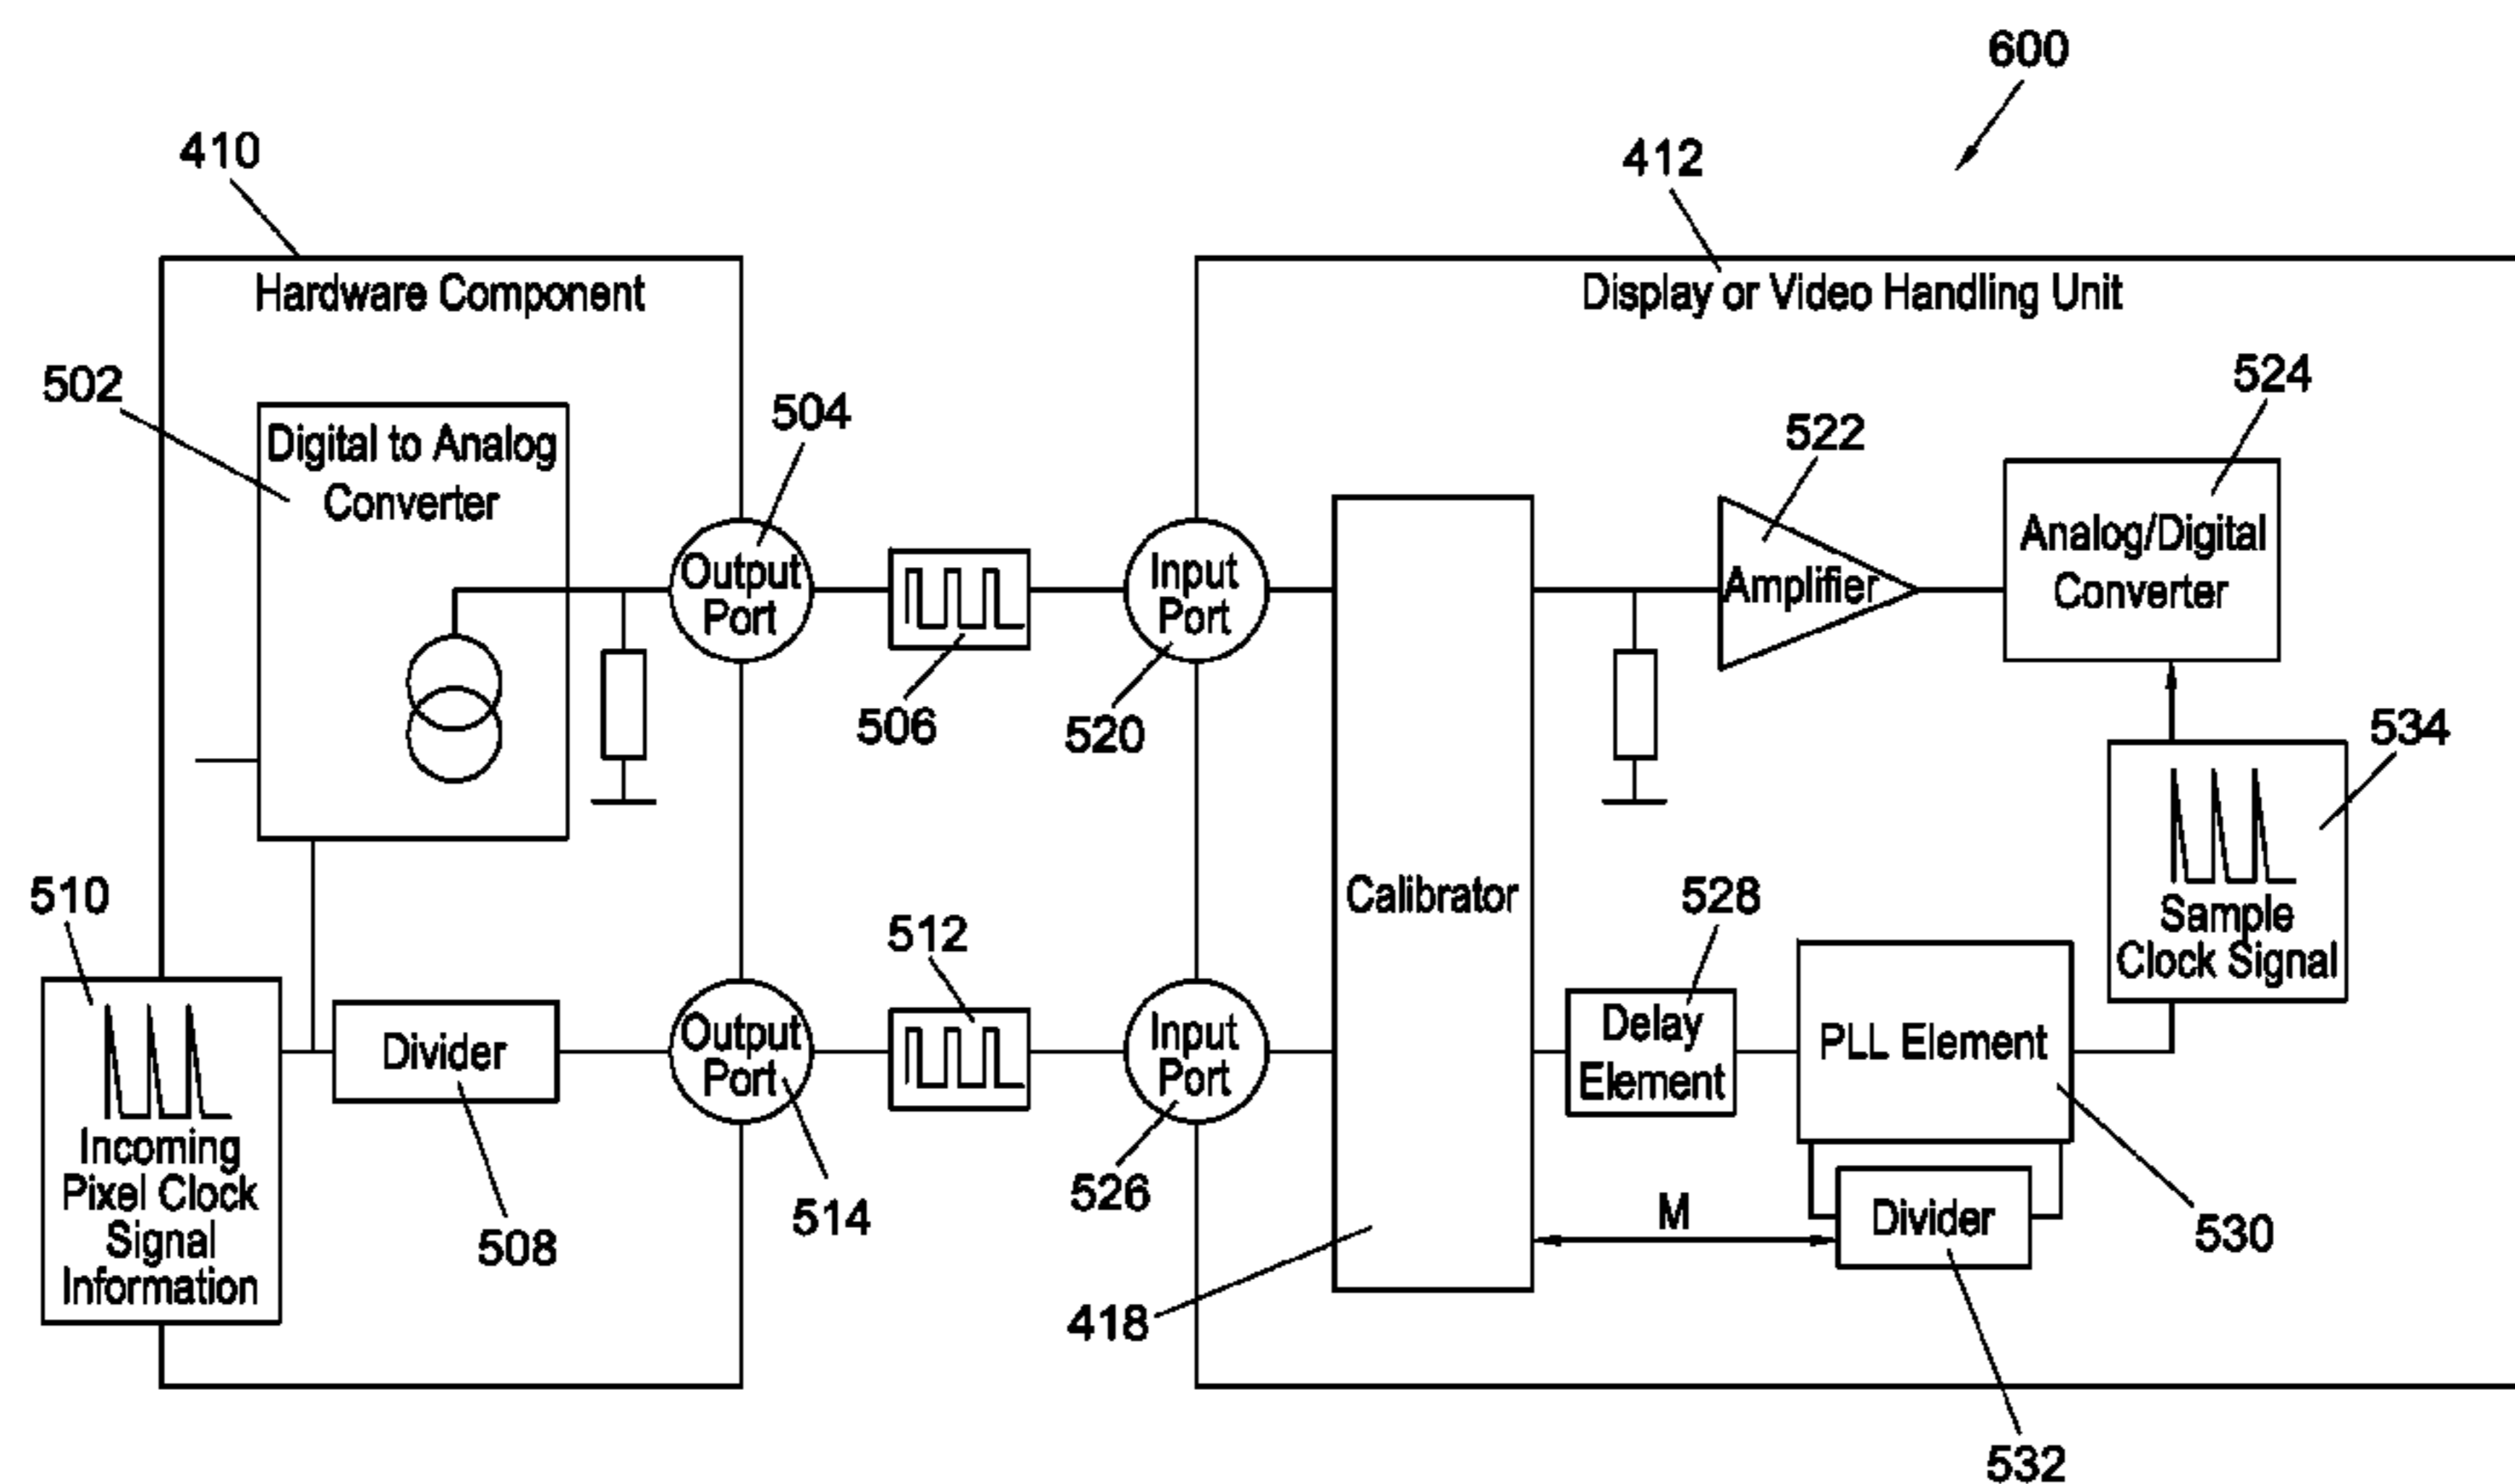 600
410
412
Hardware Component
Display or Video Handling Unit
502
Digital to Analog
Converter
504
Output
Port
506
Input
Port
520
522
Amplifier
524
Analog/Digital
Converter
534
Sample
Clock Signal
510
Incoming
Pixel Clock
Signal
Information
Divider
508
Output
Port
514
512
Input
Port
526
Calibrator
418
528
Delay
Element
PLL Element
530
M
Divider
532